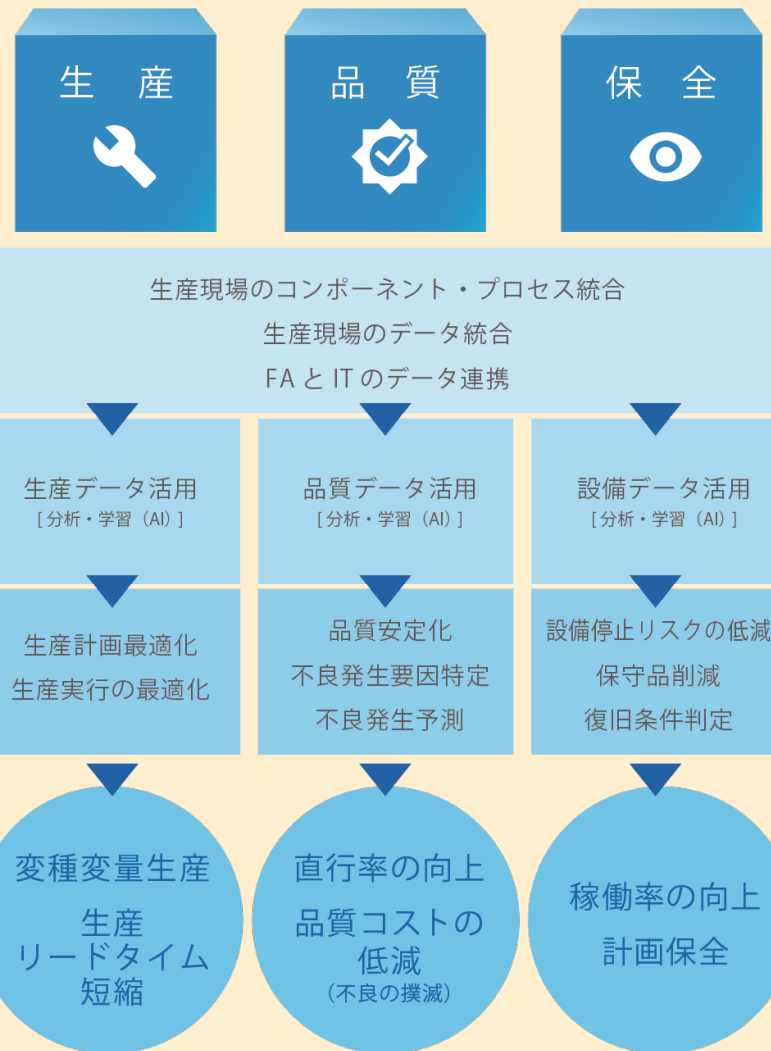 生産
品質
保全
生産現場のコンポーネント・プロセス統合
生産現場のデータ統合
FAとITのデータ連携
生産データ活用
[分析・学習（AI）]
品質データ活用
[分析・学習（AI）]
設備データ活用
[分析・学習（AI）]
生産計画最適化
生産実行の最適化
品質安定化
不良発生要因特定
不良発生予測
設備停止リスクの低減
保守品削減
復旧条件判定
変種変量生産
生産
リードタイム
短縮
直行率の向上
品質コストの
低減
（不良の撲滅）
稼働率の向上
計画保全